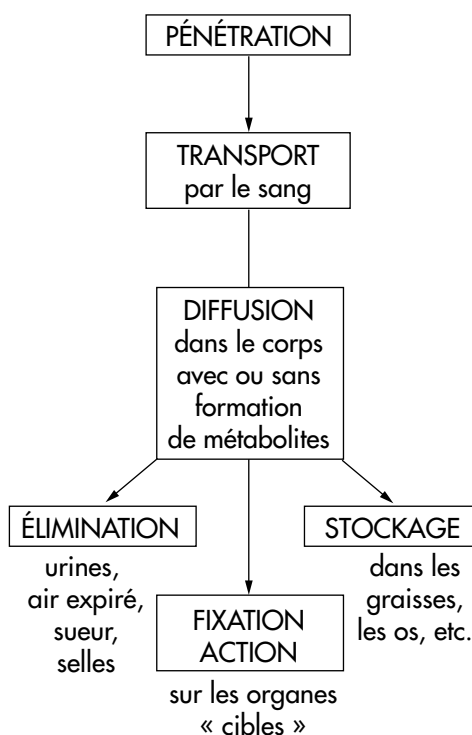 PÉNÉTRATION
TRANSPORT
par le sang
DIFFUSION
dans le corps
avec ou sans
formation
de métabolites
ÉLIMINATION
urines,
air expiré,
sueur,
selles
FIXATION
ACTION
sur les organes
« cibles »
STOCKAGE
dans les
graisses,
les os, etc.